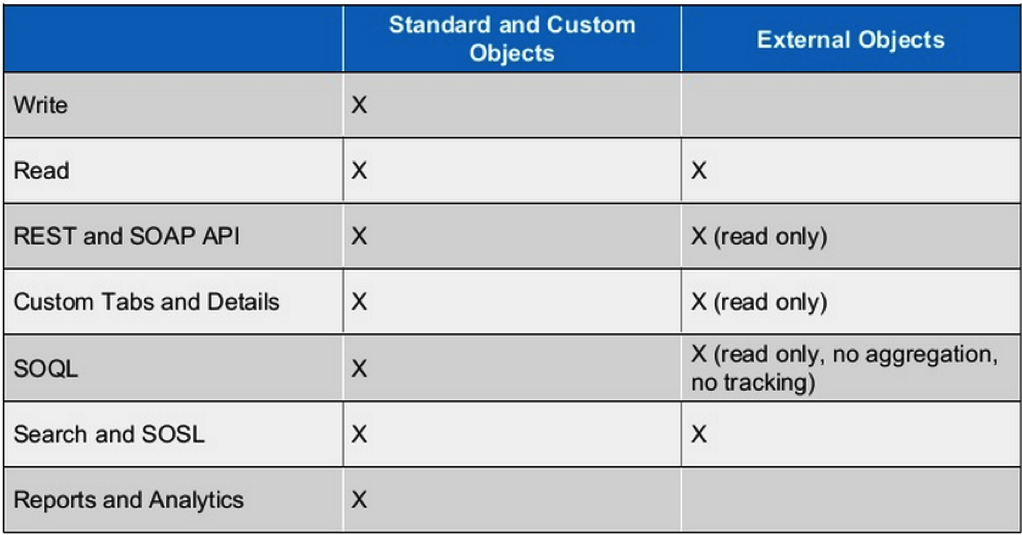 Standard and Custom
Objects
External Objects
Write
X
Read
X
X
REST and SOAP API
X
X (read only)
Custom Tabs and Details
X
X (read only)
SOQL
X
X (read only, no aggregation,
no tracking)
Search and SOSL
X
X
Reports and Analytics
X